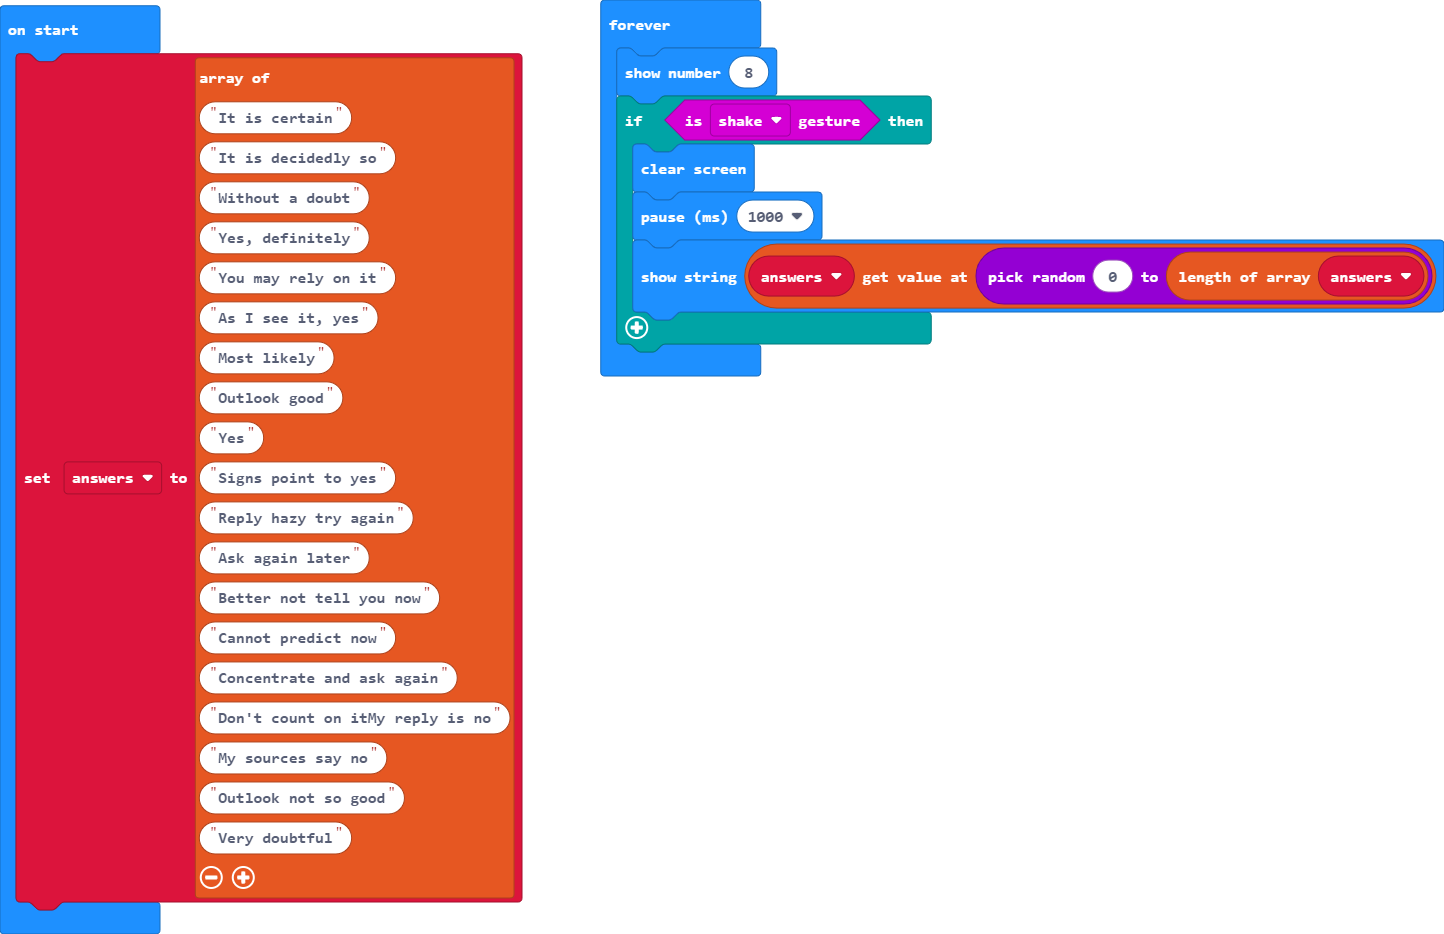 on start
array of
"It is certain"
"It is decidedly so"
"Without a doubt"
"Yes, definitely"
"You may rely on it"
"As I see it, yes"
"Most likely"
"Outlook good"
"Yes"
set answers to
"Signs point to yes"
"Reply hazy try again"
"Ask again later"
"Better not tell you now"
"Cannot predict now"
"Concentrate and ask again"
"Don't count on itMy reply is no"
"My sources say no"
"Outlook not so good"
"Very doubtful"
forever
show number 8
if is shake gesture then
clear screen
pause (ms) 1000
show string answers get value at pick random 0 to length of array answers